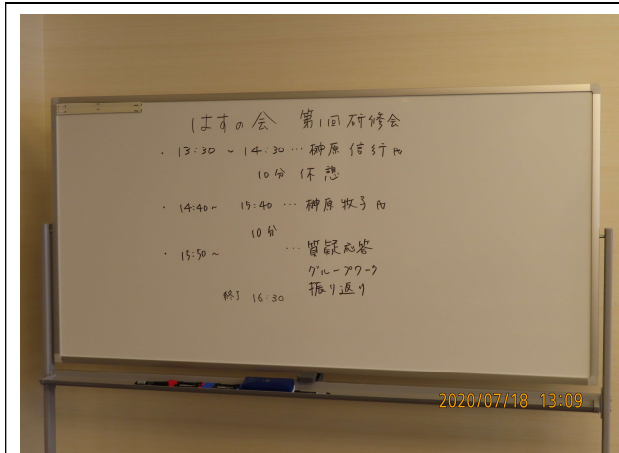 はすの会 第1回研修会
・13:30 ~ 14:30 … 榊原 信行氏
10分 休憩
・14:40~ 15:40 … 榊原 牧子氏
10分
・15:50~ … 質疑応答
グループワーク
終了 16:30 振り返り
2020/07/18 13:09